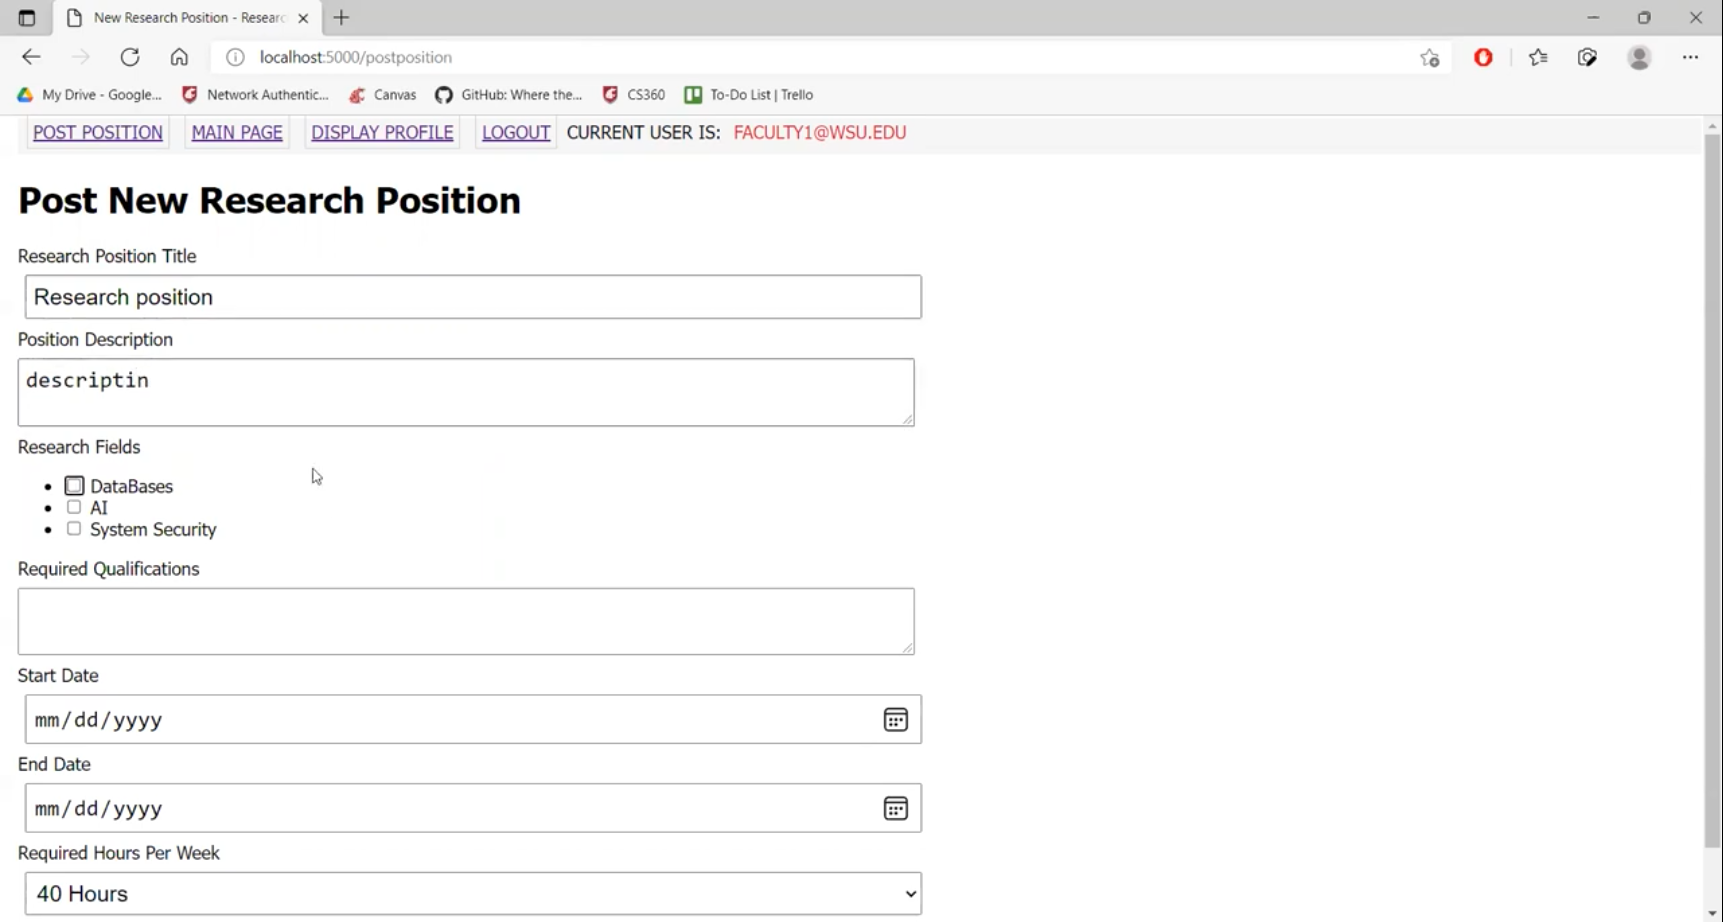 New Research Position - Researc
localhost:5000/postposition
My Drive - Google... Network Authentic... Canvas GitHub: Where the... CS360 To-Do List | Trello
POST POSITION MAIN PAGE DISPLAY PROFILE LOGOUT CURRENT USER IS: FACULTY1@WSU.EDU
Post New Research Position
Research Position Title
Research position
Position Description
descriptin
Research Fields
DataBases
AI
System Security
Required Qualifications
Start Date
mm/dd/yyyy
End Date
mm/dd/yyyy
Required Hours Per Week
40 Hours